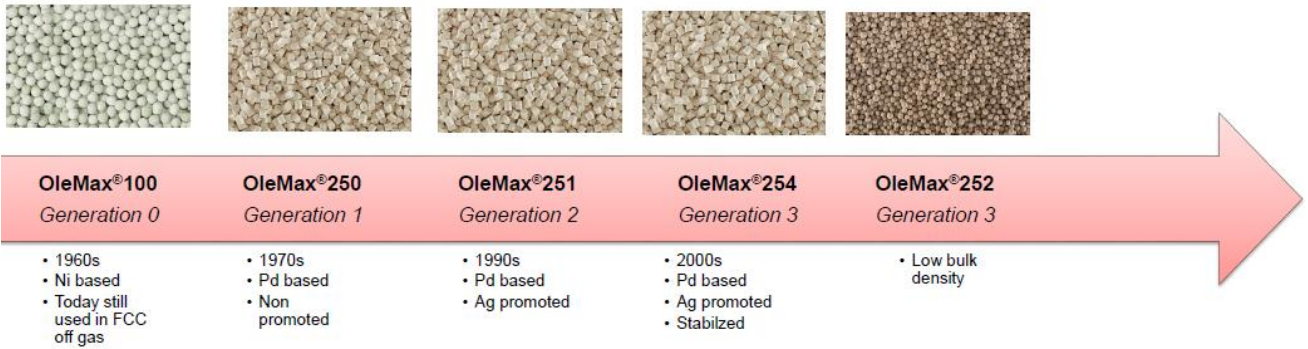 OleMax®100
Generation 0
• 1960s
• Ni based
• Today still
used in FCC
off gas
OleMax®250
Generation 1
• 1970s
• Pd based
• Non
promoted
OleMax®251
Generation 2
• 1990s
• Pd based
• Ag promoted
OleMax®254
Generation 3
• 2000s
• Pd based
• Ag promoted
• Stabilzed
OleMax®252
Generation 3
• Low bulk
density